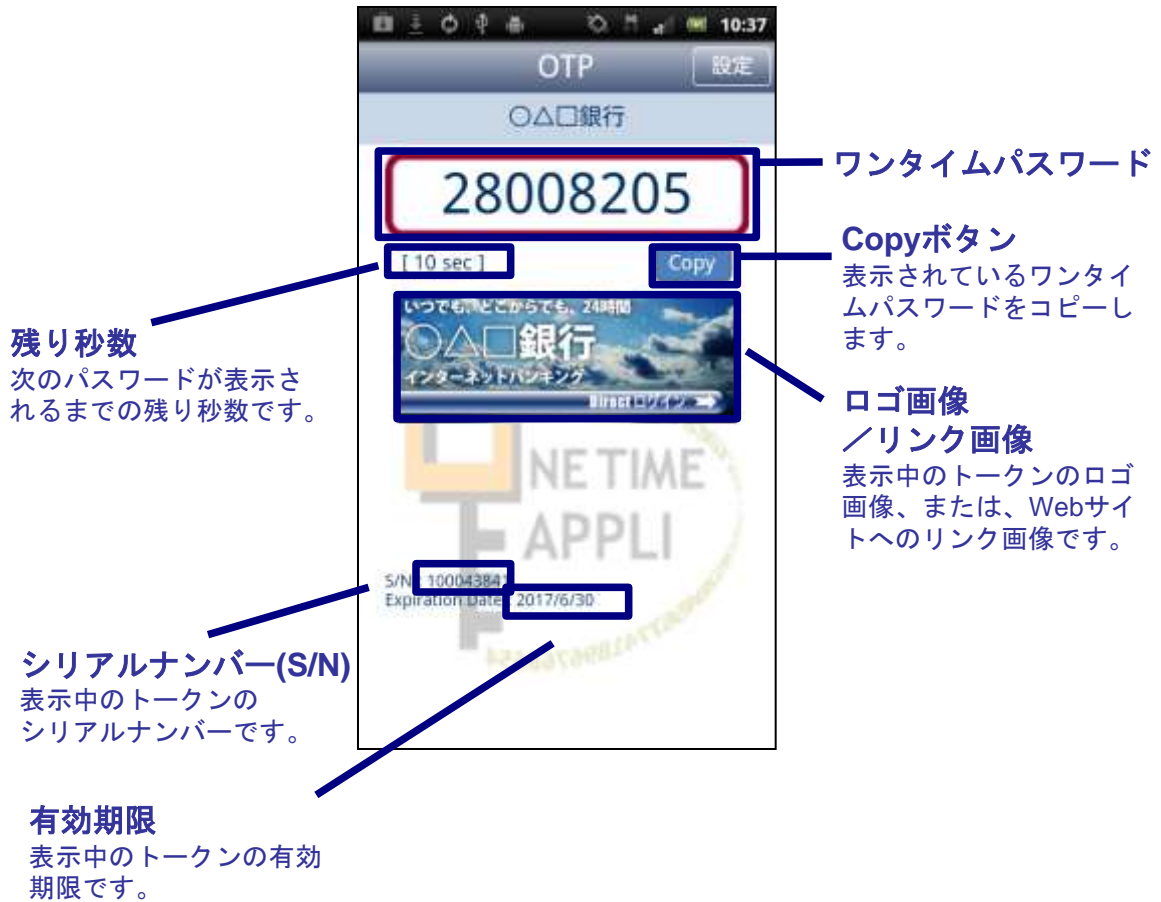 10:37
OTP
設定
○△□銀行
28008205
[ 10 sec ]
Copy
いつでも、どこからでも、24時間
○△□銀行
インターネットバンキング
Direct ログイン
NE TIME
APPLI
S/N : 10004384
Expiration Date : 2017/6/30
ワンタイムパスワード
Copyボタン
表示されているワンタイ
ムパスワードをコピーし
ます。
ロゴ画像
／リンク画像
表示中のトークンのロゴ
画像、または、Webサイ
トへのリンク画像です。
残り秒数
次のパスワードが表示さ
れるまでの残り秒数です。
シリアルナンバー(S/N)
表示中のトークンの
シリアルナンバーです。
有効期限
表示中のトークンの有効
期限です。